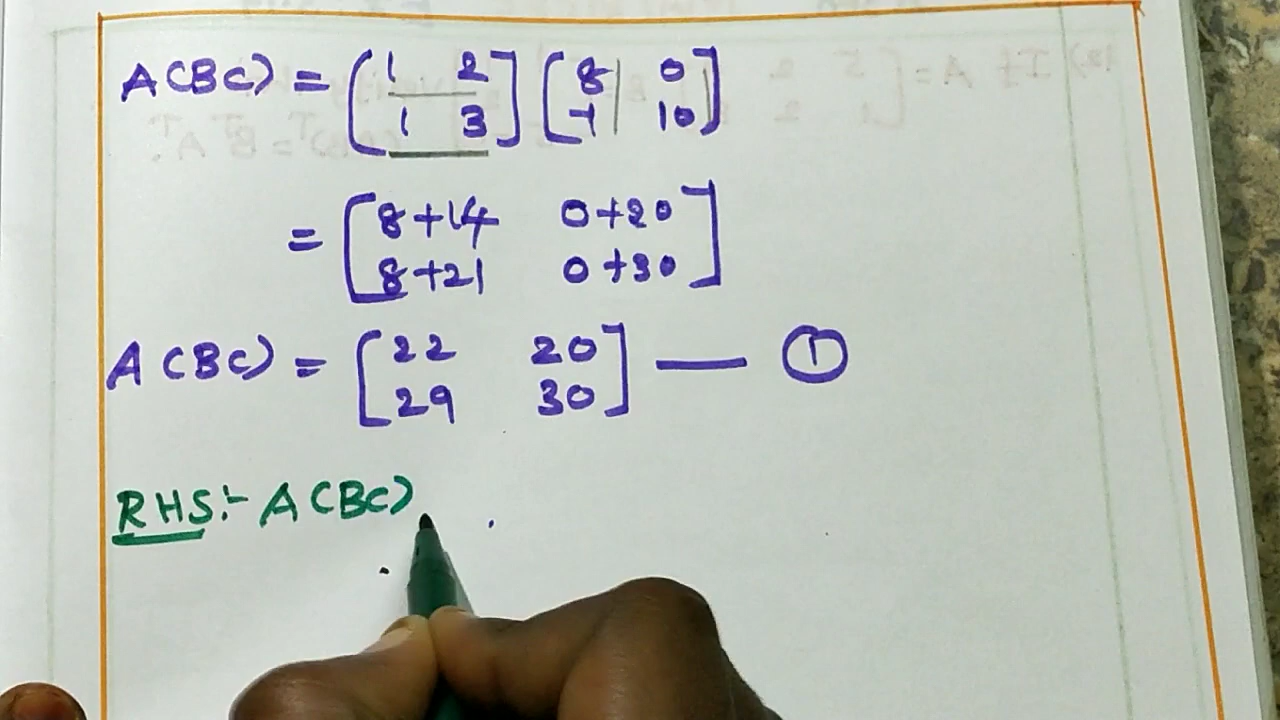 A(BC) = [1 2] [8 0]
[1 3] [7 10]
= [8+14 0+20]
[8+21 0+30]
A(BC) = [22 20] — ①
[29 30]
RHS:- A(BC)